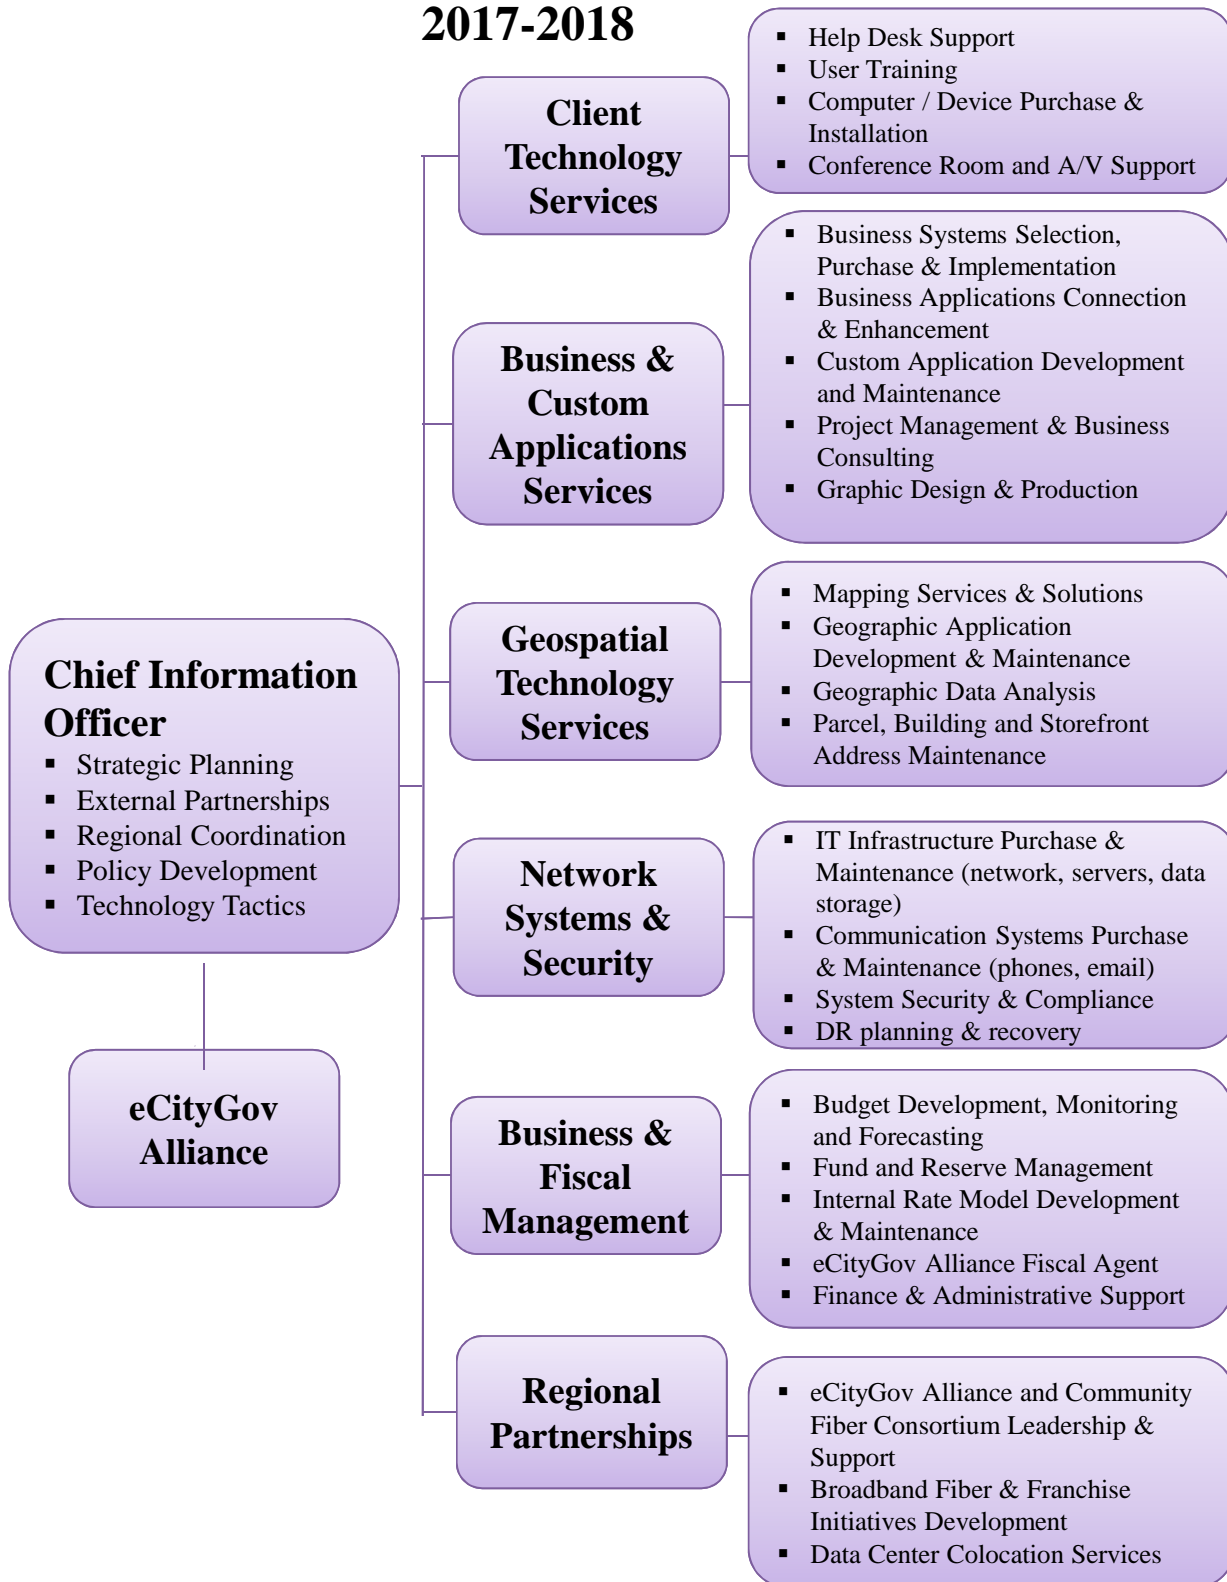 2017-2018
Client
Technology
Services
▪ Help Desk Support
▪ User Training
▪ Computer / Device Purchase &
Installation
▪ Conference Room and A/V Support
Business &
Custom
Applications
Services
▪ Business Systems Selection,
Purchase & Implementation
▪ Business Applications Connection
& Enhancement
▪ Custom Application Development
and Maintenance
▪ Project Management & Business
Consulting
▪ Graphic Design & Production
Geospatial
Technology
Services
▪ Mapping Services & Solutions
▪ Geographic Application
Development & Maintenance
▪ Geographic Data Analysis
▪ Parcel, Building and Storefront
Address Maintenance
Chief Information
Officer
▪ Strategic Planning
▪ External Partnerships
▪ Regional Coordination
▪ Policy Development
▪ Technology Tactics
Network
Systems &
Security
▪ IT Infrastructure Purchase &
Maintenance (network, servers, data
storage)
▪ Communication Systems Purchase
& Maintenance (phones, email)
▪ System Security & Compliance
▪ DR planning & recovery
eCityGov
Alliance
Business &
Fiscal
Management
▪ Budget Development, Monitoring
and Forecasting
▪ Fund and Reserve Management
▪ Internal Rate Model Development
& Maintenance
▪ eCityGov Alliance Fiscal Agent
▪ Finance & Administrative Support
Regional
Partnerships
▪ eCityGov Alliance and Community
Fiber Consortium Leadership &
Support
▪ Broadband Fiber & Franchise
Initiatives Development
▪ Data Center Colocation Services